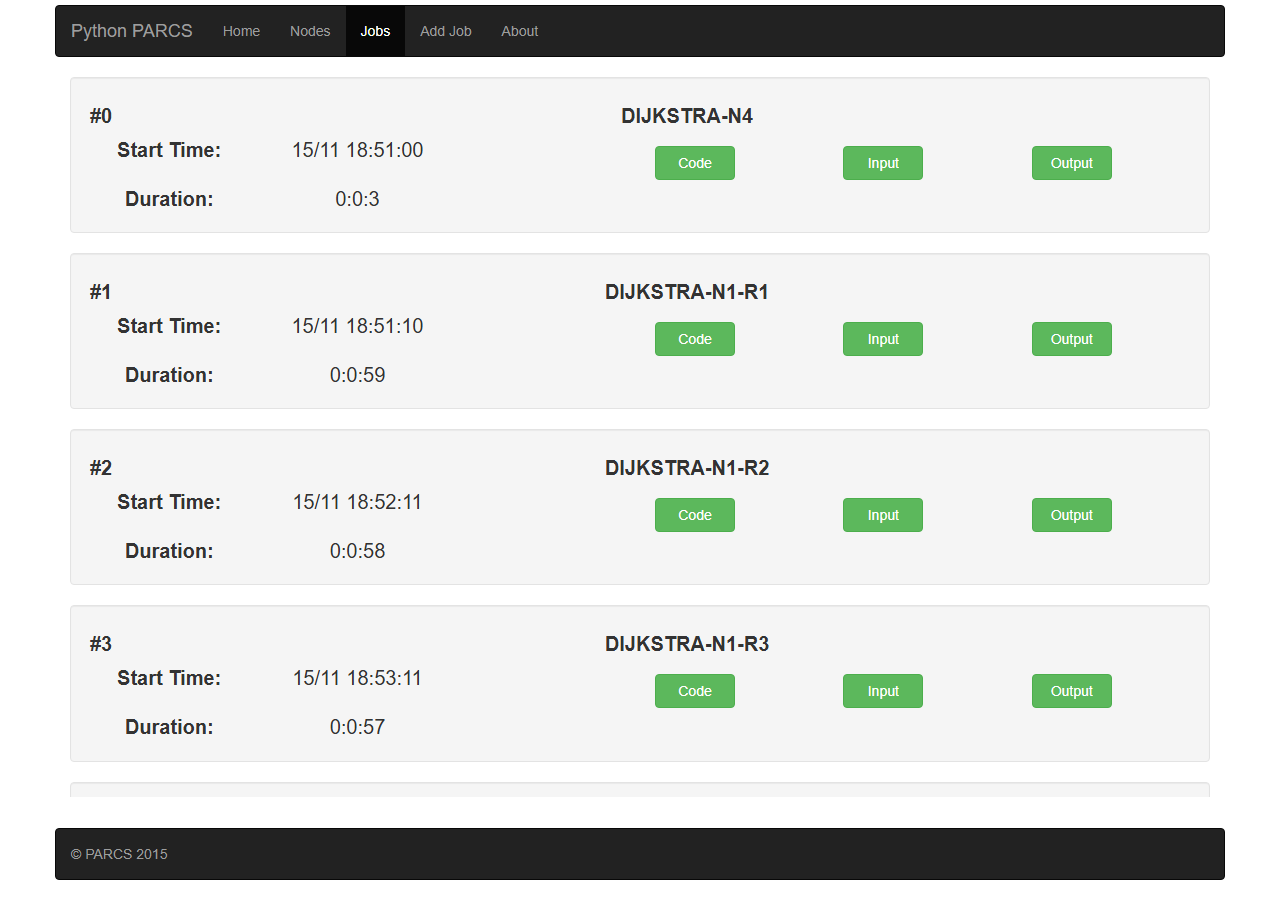 Python PARCS Home Nodes Jobs Add Job About
#0 DIJKSTRA-N4
Start Time: 15/11 18:51:00 Code Input Output
Duration: 0:0:3
#1 DIJKSTRA-N1-R1
Start Time: 15/11 18:51:10 Code Input Output
Duration: 0:0:59
#2 DIJKSTRA-N1-R2
Start Time: 15/11 18:52:11 Code Input Output
Duration: 0:0:58
#3 DIJKSTRA-N1-R3
Start Time: 15/11 18:53:11 Code Input Output
Duration: 0:0:57
© PARCS 2015